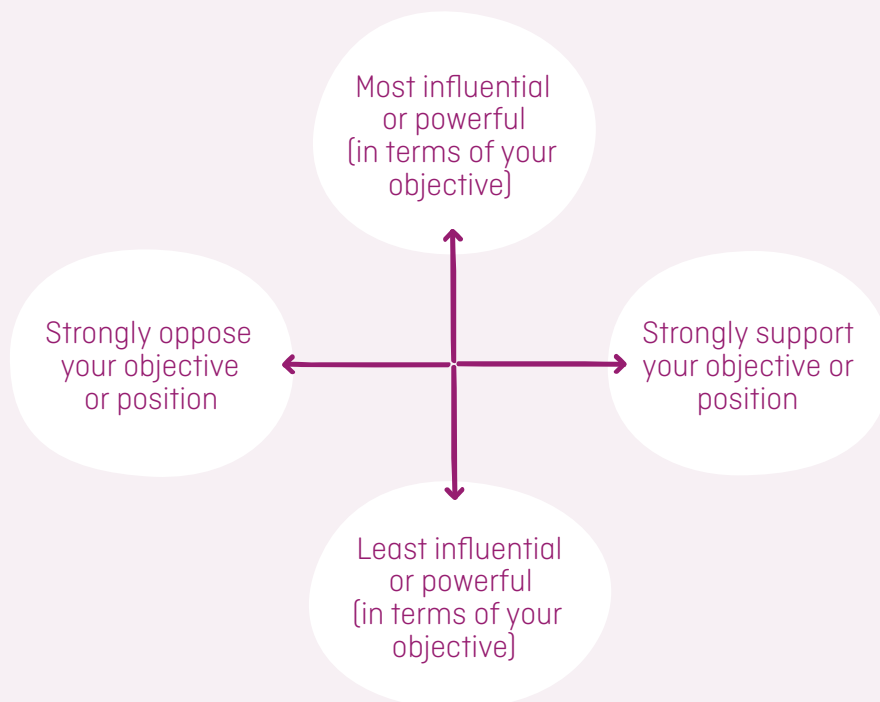 Most influential
or powerful
(in terms of your
objective)
Strongly oppose
your objective
or position
Strongly support
your objective or
position
Least influential
or powerful
(in terms of your
objective)